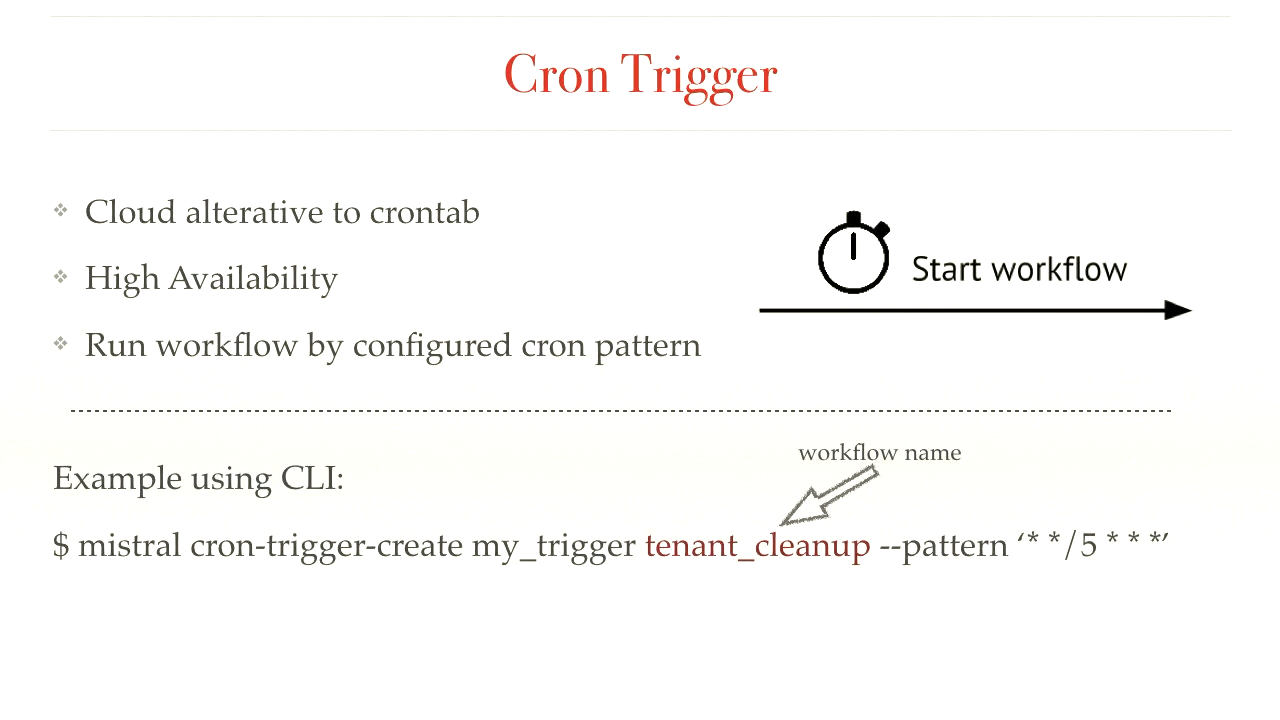 Cron Trigger
Cloud alterative to crontab
High Availability
Run workflow by configured cron pattern
Start workflow
Example using CLI:
workflow name
$ mistral cron-trigger-create my_trigger tenant_cleanup --pattern ‘* */5 * * *’